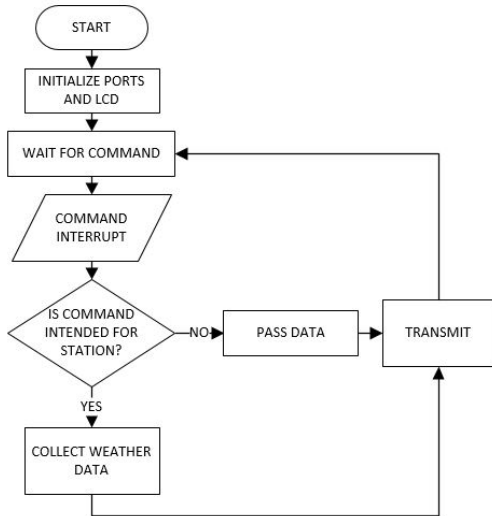 START
INITIALIZE PORTS
AND LCD
WAIT FOR COMMAND
COMMAND
INTERRUPT
IS COMMAND
INTENDED FOR
STATION?
NO
PASS DATA
TRANSMIT
YES
COLLECT WEATHER
DATA